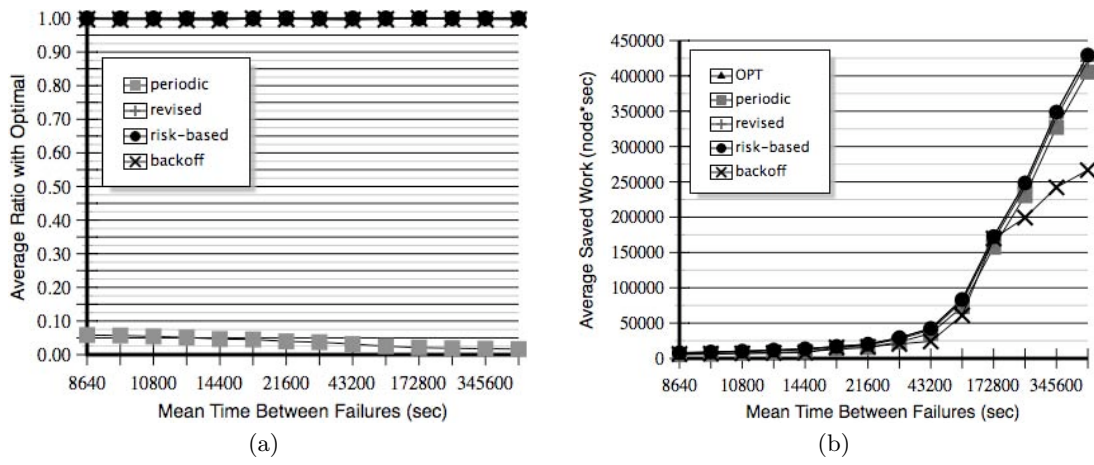 Average Ratio with Optimal
1.00
0.90
0.80
0.70
0.60
0.50
0.40
0.30
0.20
0.10
0.00
periodic
revised
risk-based
backoff
8640 10800 14400 21600 43200 172800 345600
Mean Time Between Failures (sec)
(a)
Average Saved Work (node*sec)
450000
400000
350000
300000
250000
200000
150000
100000
50000
0
OPT
periodic
revised
risk-based
backoff
8640 10800 14400 21600 43200 172800 345600
Mean Time Between Failures (sec)
(b)